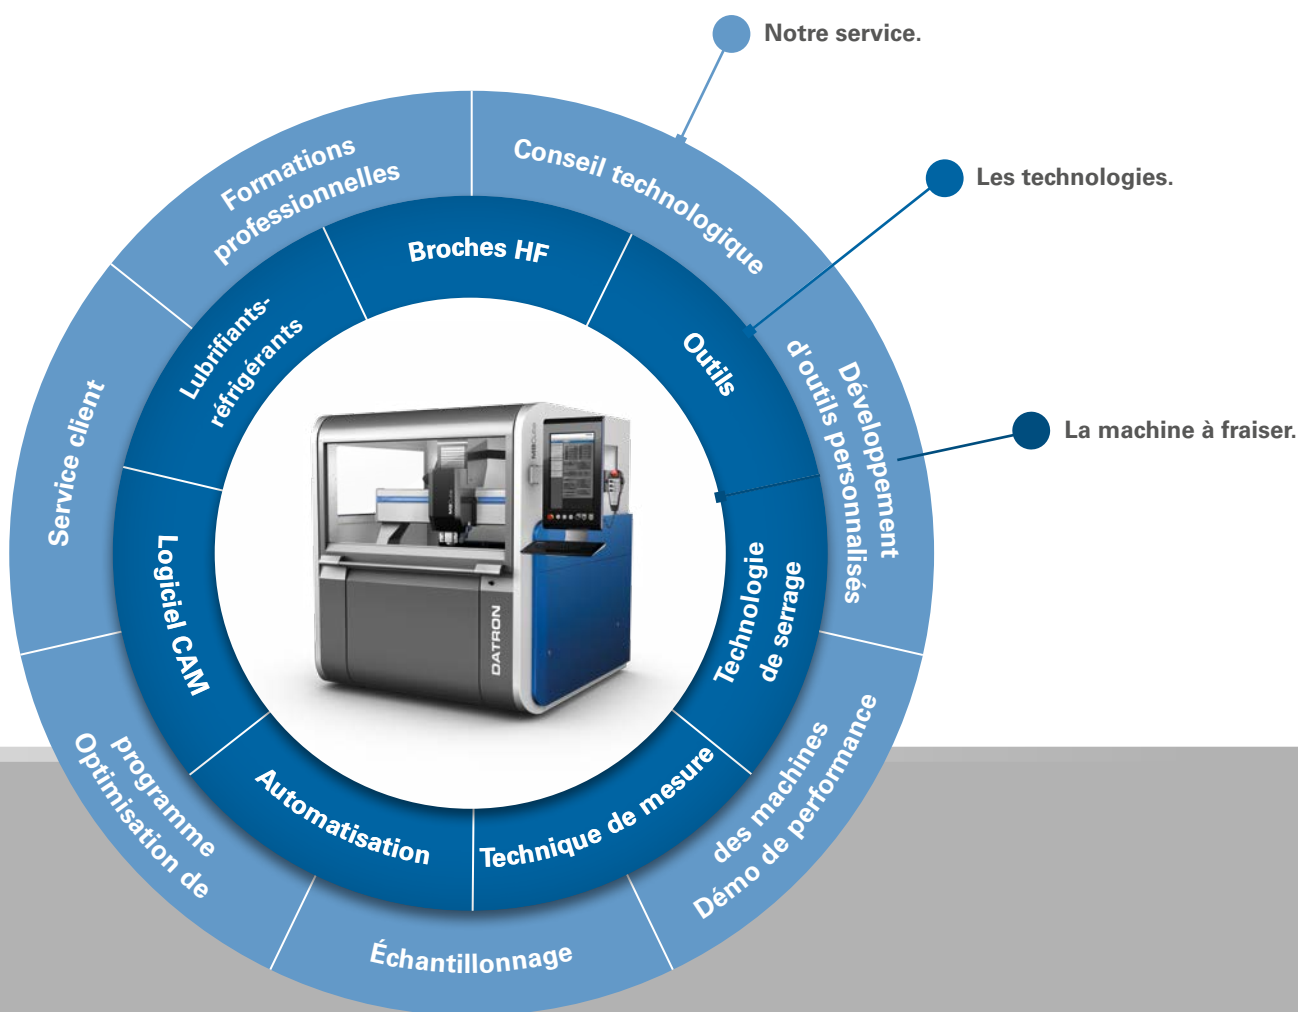 Notre service.
Les technologies.
La machine à fraiser.
Formations
professionnelles
Conseil technologique
Développement
d'outils personnalisés
des machines
Démo de performance
Échantillonnage
programme
Optimisation de
Service client
Broches HF
Outils
Technologie
de serrage
Technique de mesure
Automatisation
Logiciel CAM
Lubrifiants-
réfrigérants
DATRON